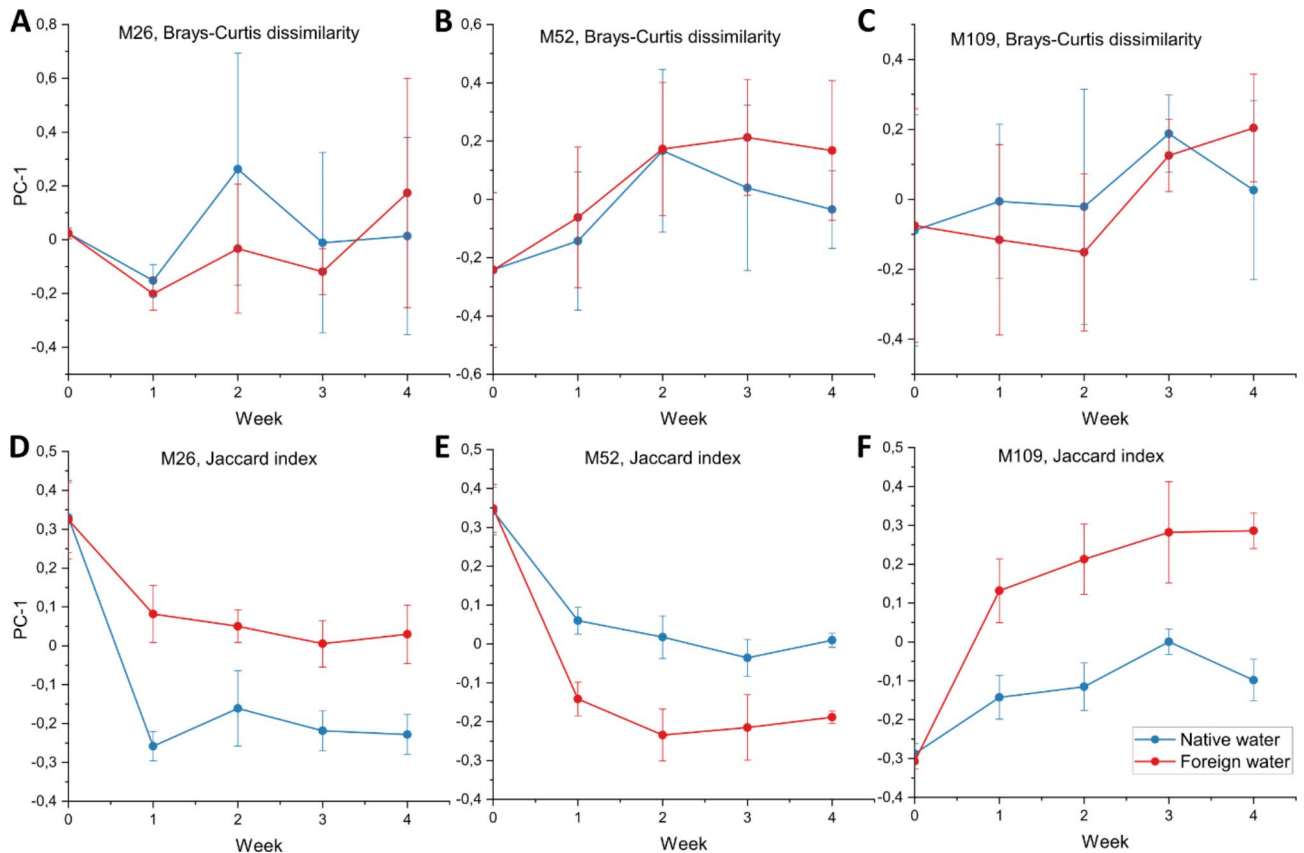 A
M26, Brays-Curtis dissimilarity
0,8
0,6
0,4
0,2
0
-0,2
-0,4
PC-1
0 1 2 3 4
Week
B
M52, Brays-Curtis dissimilarity
0,6
0,4
0,2
0
-0,2
-0,4
-0,6
0 1 2 3 4
Week
C
M109, Brays-Curtis dissimilarity
0,4
0,2
0
-0,2
-0,4
0 1 2 3 4
Week
D
M26, Jaccard index
0,5
0,4
0,3
0,2
0,1
0
-0,1
-0,2
-0,3
-0,4
PC-1
0 1 2 3 4
Week
E
M52, Jaccard index
0,5
0,4
0,3
0,2
0,1
0
-0,1
-0,2
-0,3
-0,4
0 1 2 3 4
Week
F
M109, Jaccard index
0,5
0,4
0,3
0,2
0,1
0
-0,1
-0,2
-0,3
-0,4
Native water
Foreign water
0 1 2 3 4
Week